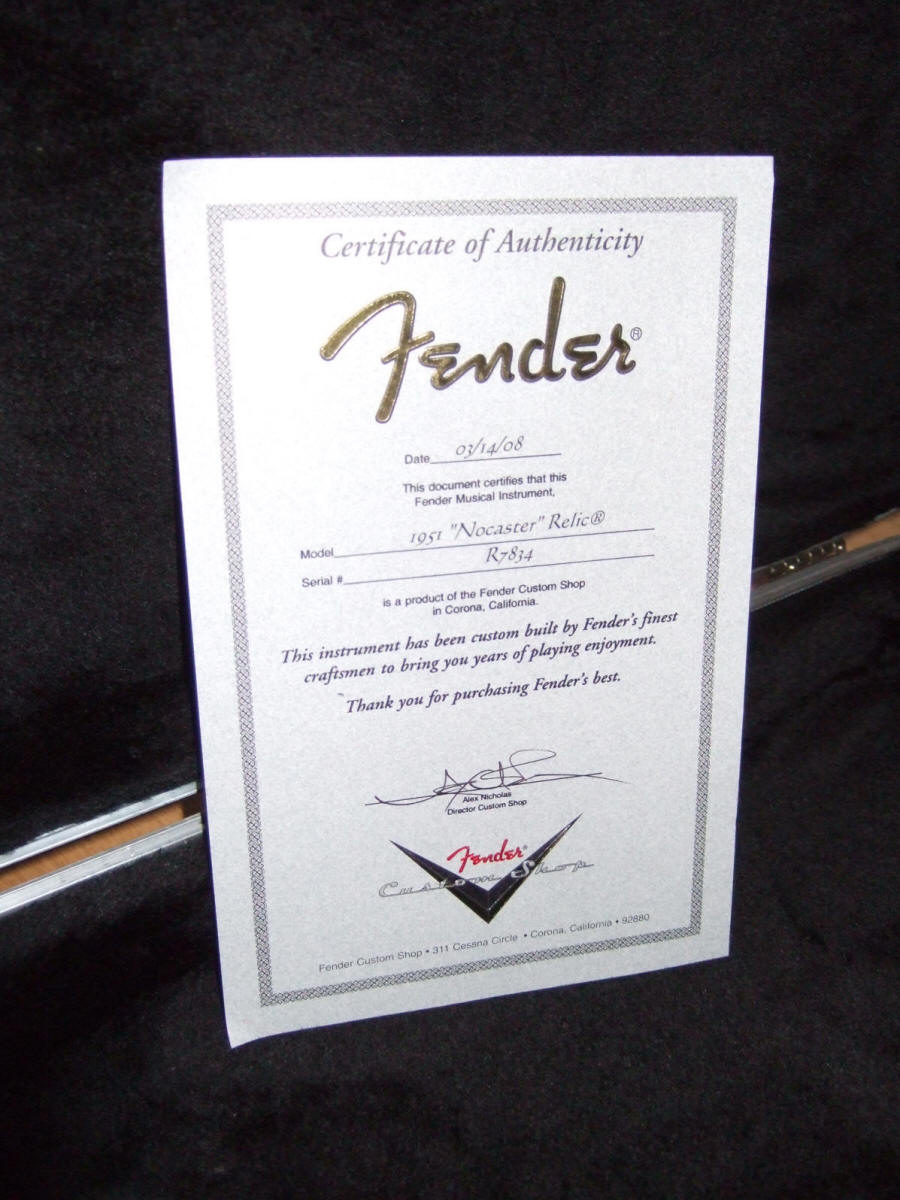 Certificate of Authenticity
Fender®
Date 03/14/08
This document certifies that this
Fender Musical Instrument,
Model 1951 "Nocaster" Relic®
Serial # R7834
is a product of the Fender Custom Shop
in Corona, California.
This instrument has been custom built by Fender's finest
craftsmen to bring you years of playing enjoyment.
Thank you for purchasing Fender's best.
Alex Nicholas
Director Custom Shop
Fender®
Custom Shop
Fender Custom Shop • 311 Cessna Circle • Corona, California • 92880